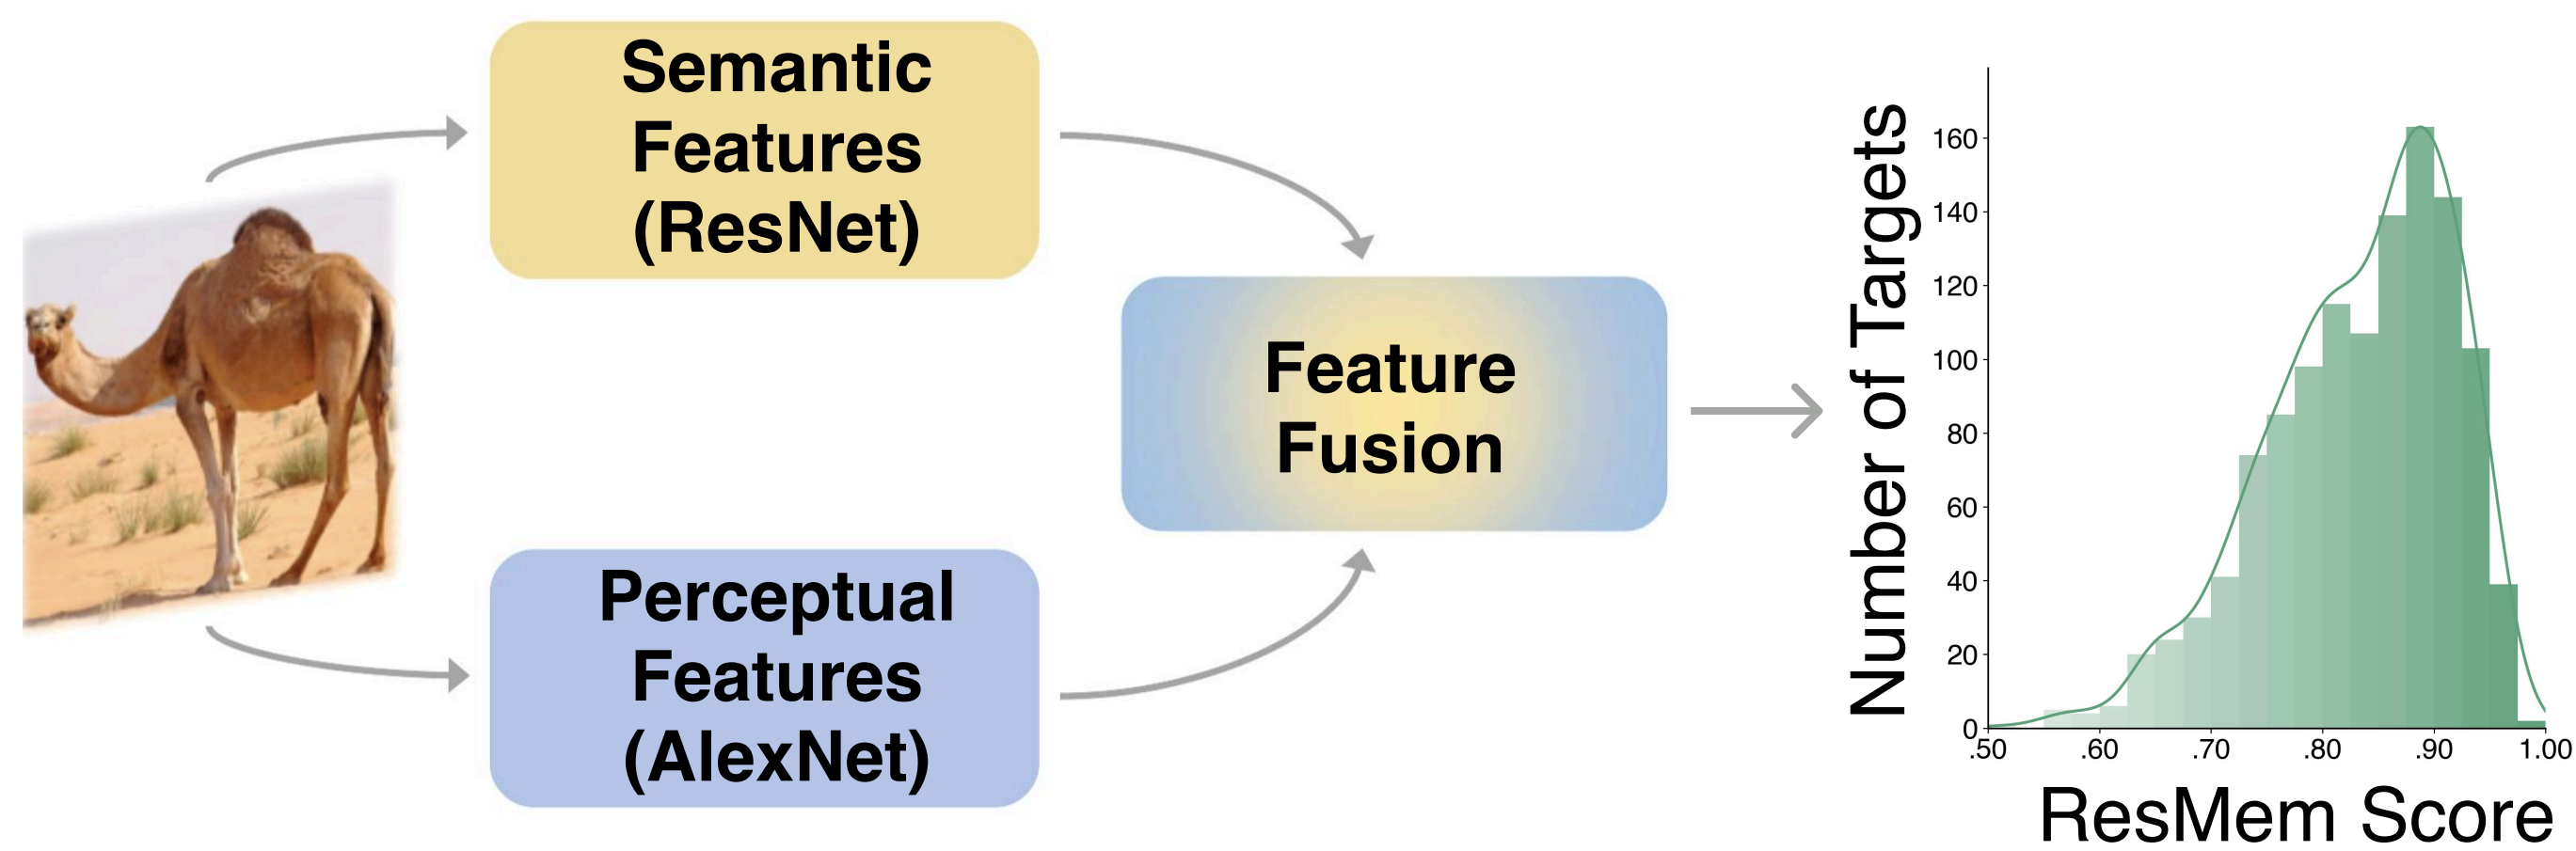 Semantic
Features
(ResNet)
Perceptual
Features
(AlexNet)
Feature
Fusion
Number of Targets
160
140
120
100
80
60
40
20
0
.50 .60 .70 .80 .90 1.00
ResMem Score